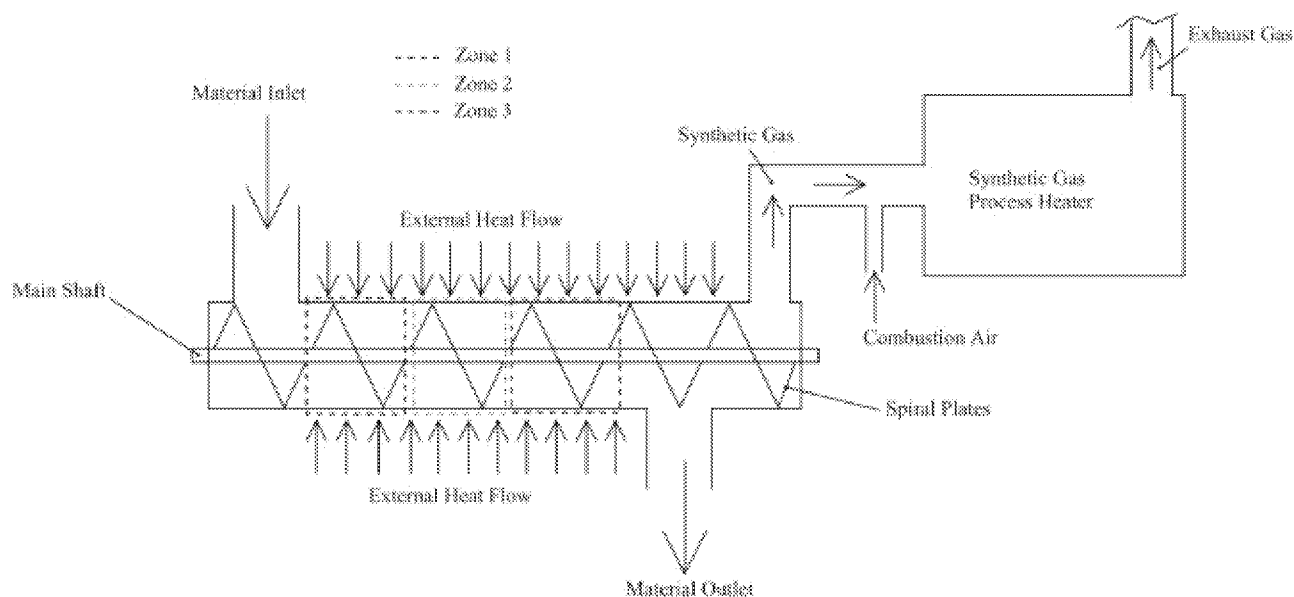 Zone 1
Zone 2
Zone 3
Exhaust Gas
Material Inlet
Synthetic Gas
Synthetic Gas
Process Heater
External Heat Flow
Main Shaft
Combustion Air
Spiral Plates
External Heat Flow
Material Outlet